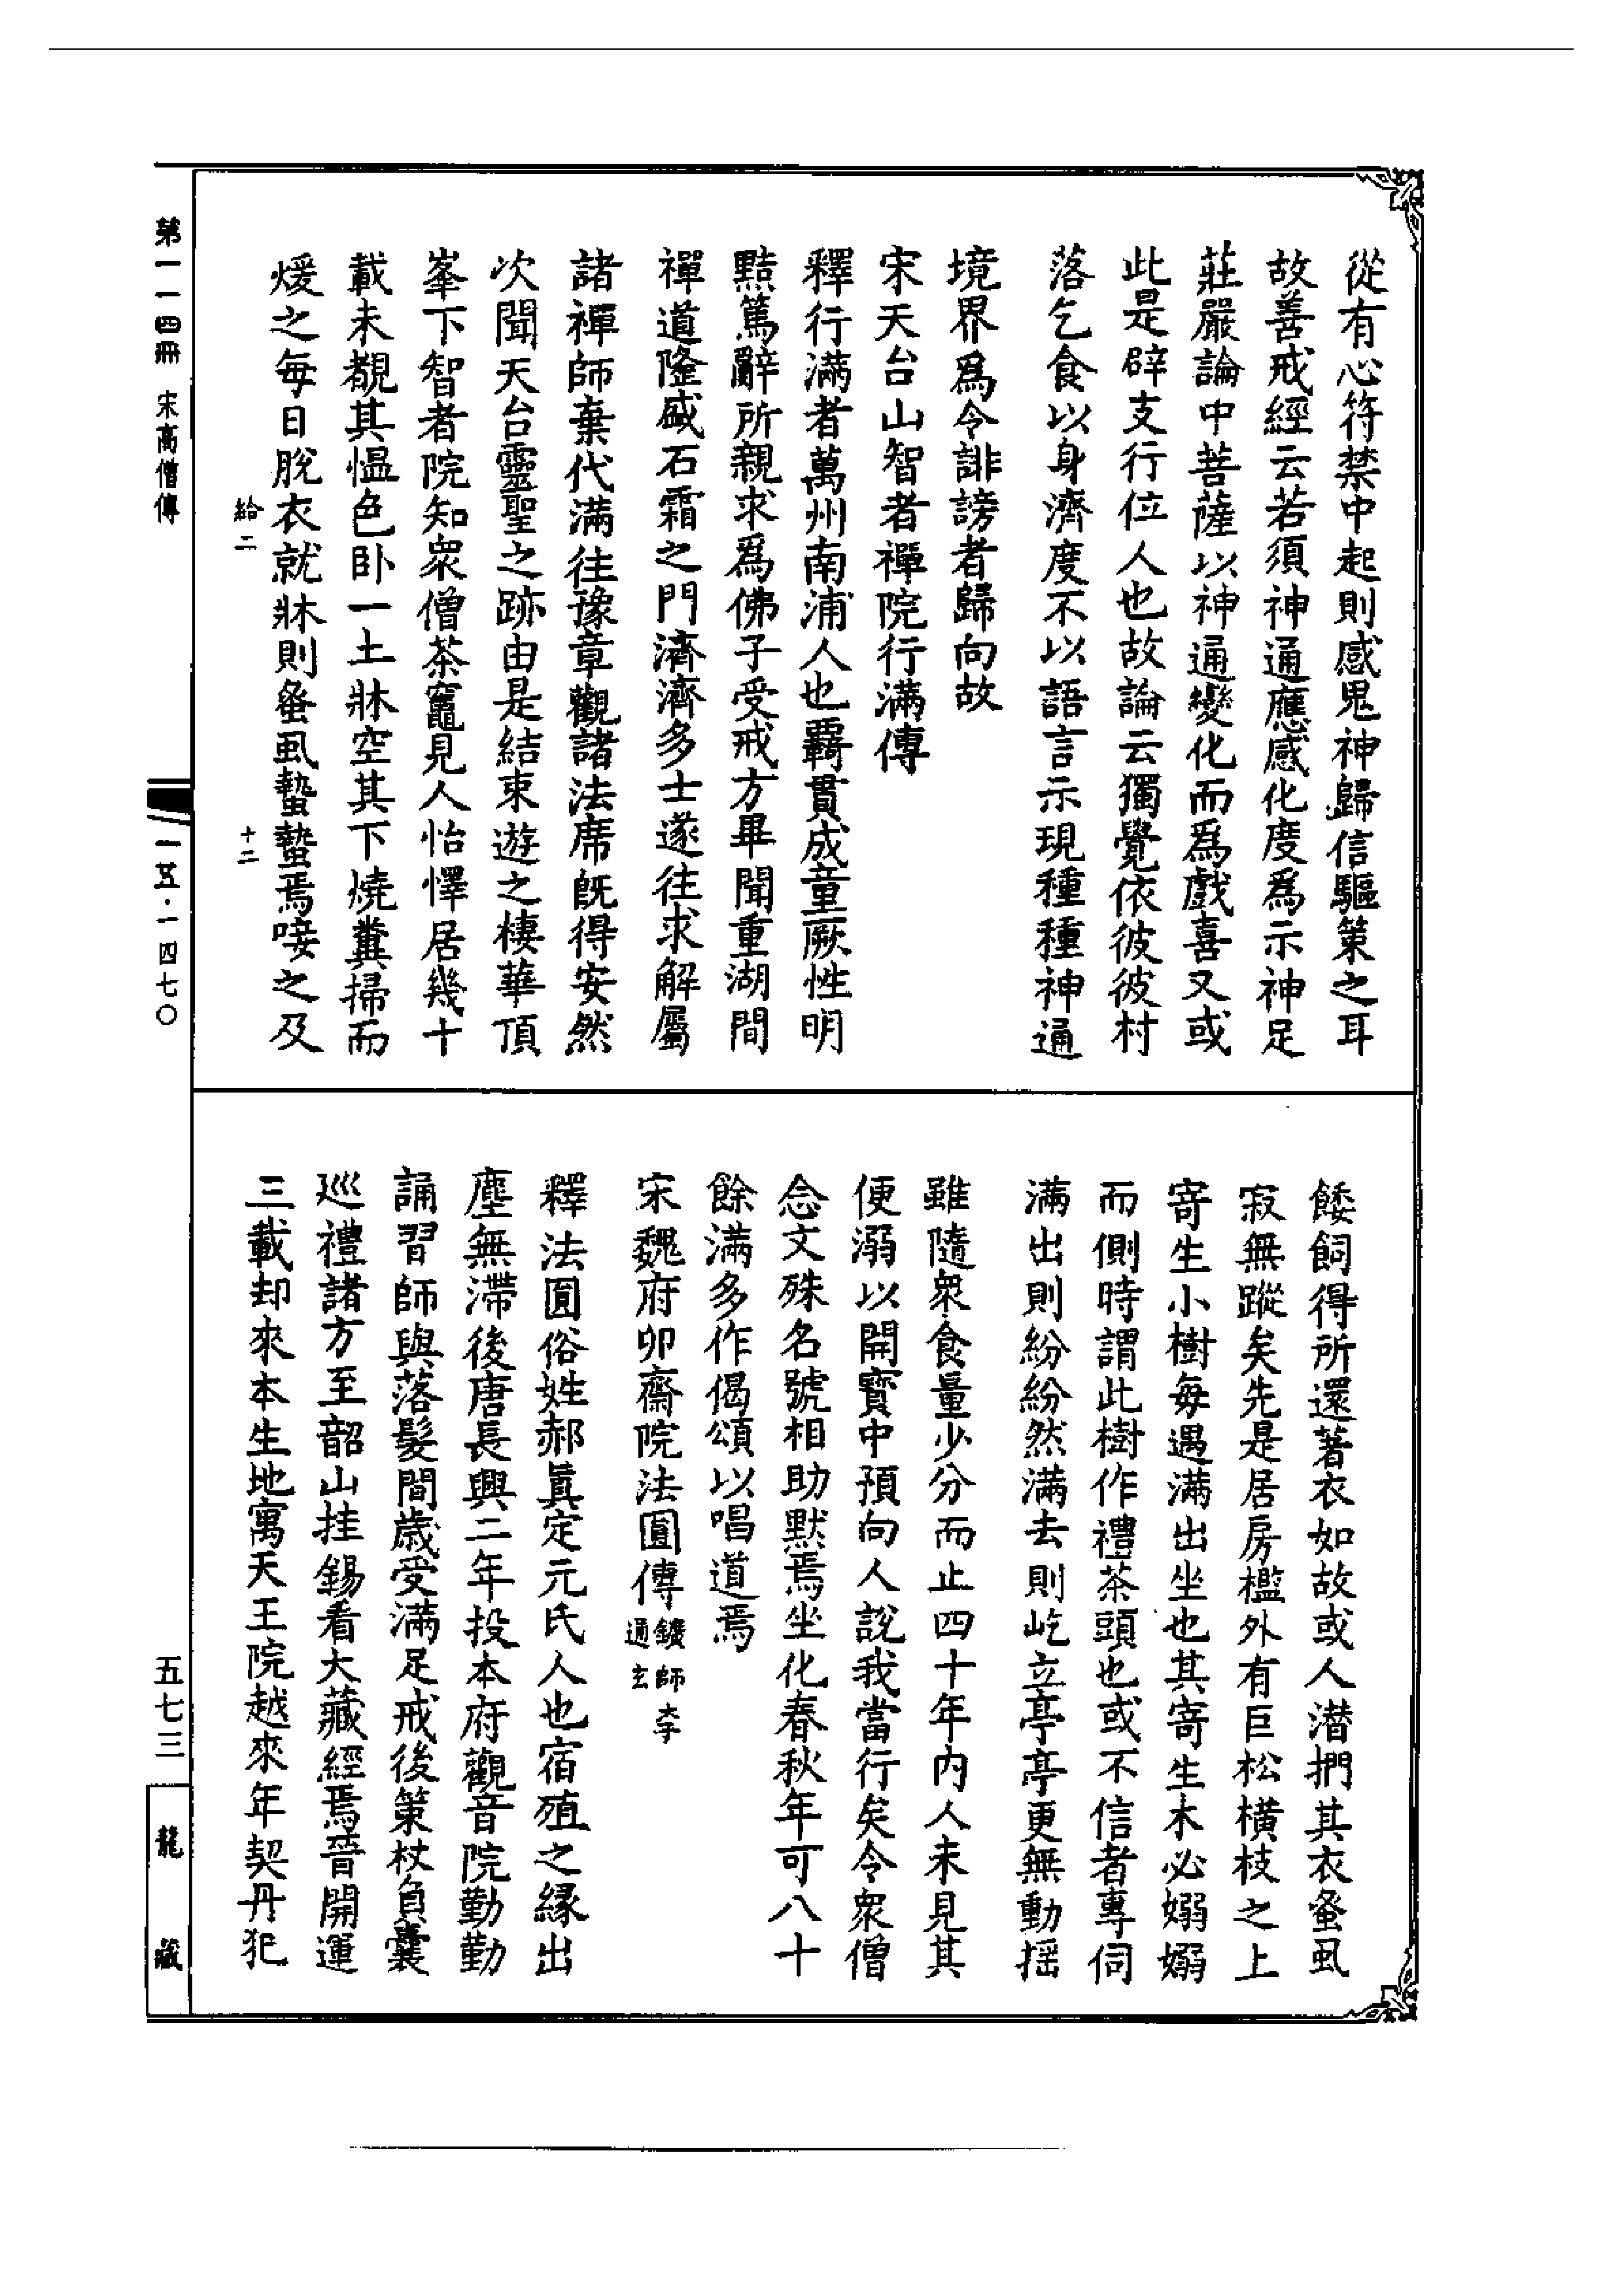 從有心符禁中起則感鬼神歸信驅策之耳
故善戒經云若須神通應感化度為示神足
莊嚴論中菩薩以神通變化而為戲喜又或
此是辟支行位人也故論云獨覺依彼彼村
落乞食以身濟度不以語言示現種種神通
境界為令誹謗者歸向故
宋天台山智者禪院行滿傳
釋行滿者萬州南浦人也羈貫成童厥性明
黠篤辭所親求為佛子受戒方畢聞重湖間
禪道隆盛石霜之門濟濟多士遂往求解屬
諸禪師棄代滿往豫章觀諸法席既得安然
次聞天台靈聖之跡由是結束遊之棲華頂
峯下智者院知衆僧茶竈見人怡懌居幾十
載未覩其慍色卧一土牀空其下燒糞掃而
煖之每日脫衣就牀則蚤虱蟄蟄焉唼之及
餧飼得所還著衣如故或人潜捫其衣蚤虱
寂無蹤矣先是居房檻外有巨松橫枝之上
寄生小樹每遇滿出坐也其寄生木必嫋嫋
而側時謂此樹作禮茶頭也或不信者專伺
滿出則紛紛然滿去則屹立亭亭更無動揺
雖隨衆食量少分而止四十年内人未見其
便溺以開寶中預向人說我當行矣令衆僧
念文殊名號相助默焉坐化春秋年可八十
餘滿多作偈頌以唱道焉
宋魏府卯齋院法圓傳 鑛師 李通玄
釋法圓俗姓郝眞定元氏人也宿殖之緣出
塵無滯後唐長興二年投本府觀音院勤勤
誦習師與落髮間歲受滿足戒後策杖負囊
巡禮諸方至韶山挂錫看大藏經焉晉開運
三載却來本生地寓天王院越來年契丹犯
給二
十二
第一一四冊 宋高僧傳
一五·一四七〇
五七三
龍藏